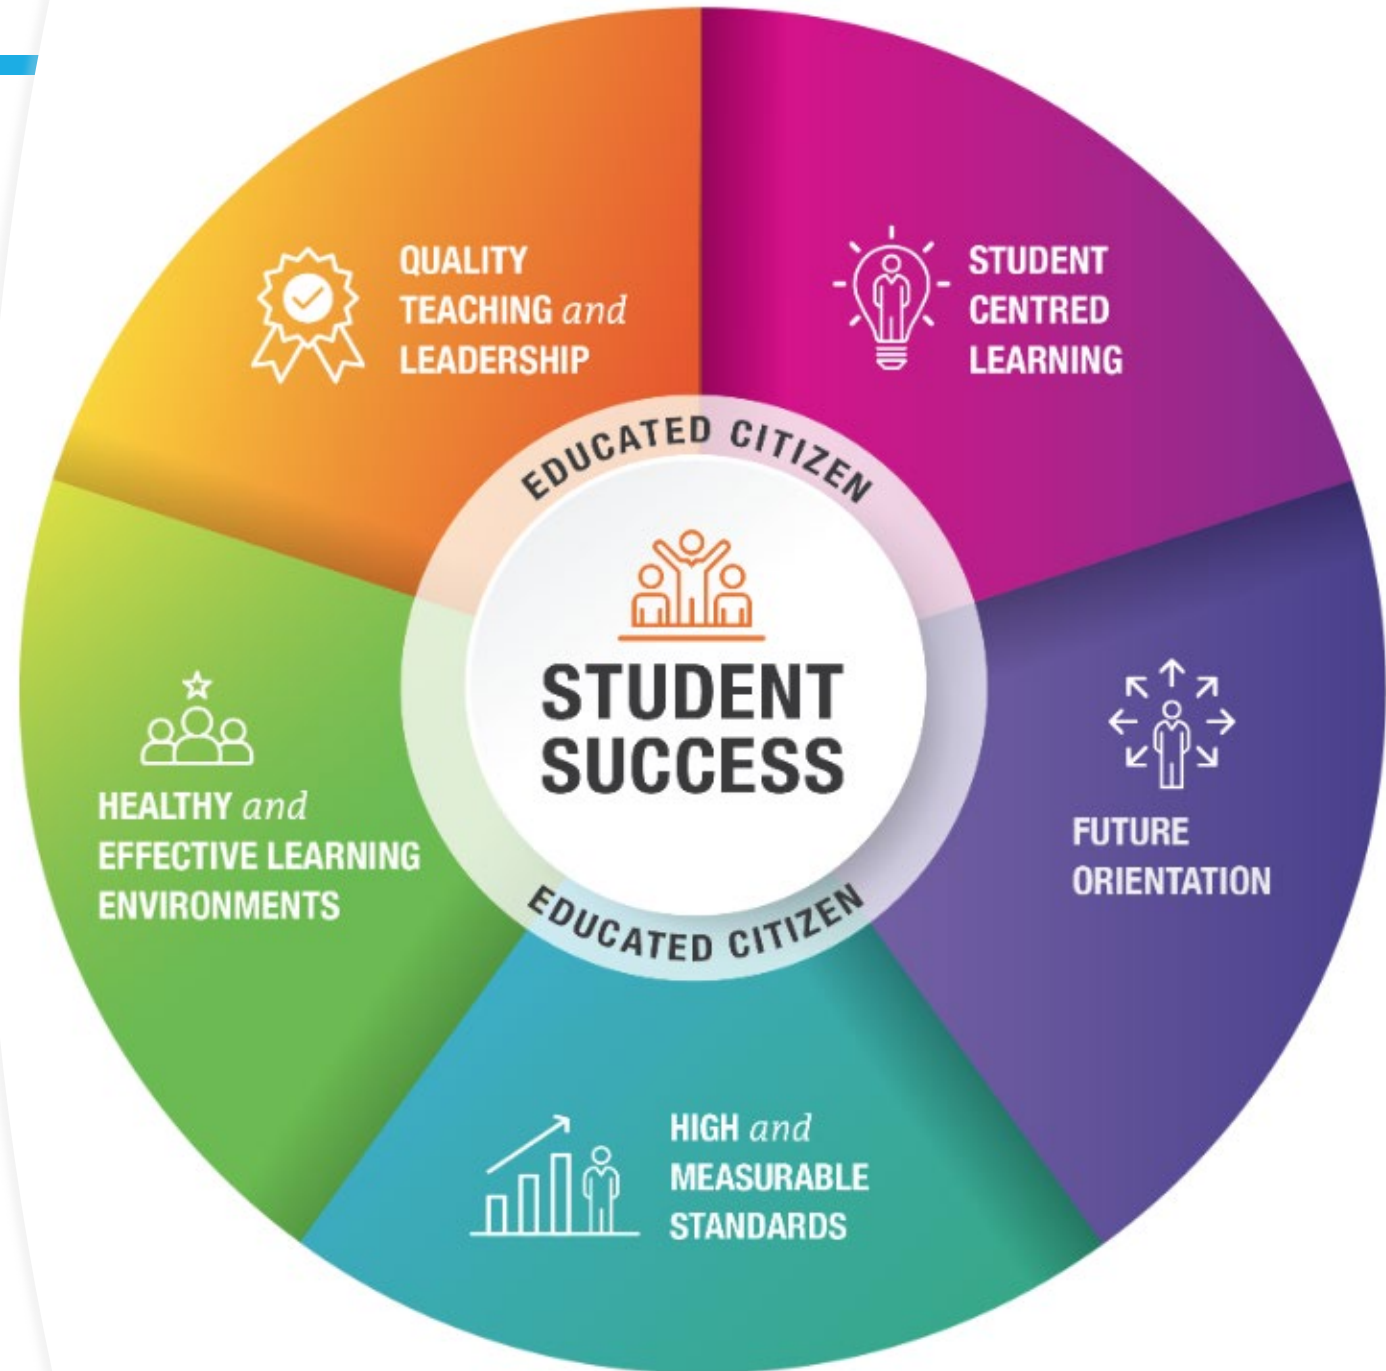 QUALITY
TEACHING and
LEADERSHIP
STUDENT
CENTRED
LEARNING
EDUCATED CITIZEN
STUDENT
SUCCESS
HEALTHY and
EFFECTIVE LEARNING
ENVIRONMENTS
FUTURE
ORIENTATION
EDUCATED CITIZEN
HIGH and
MEASURABLE
STANDARDS